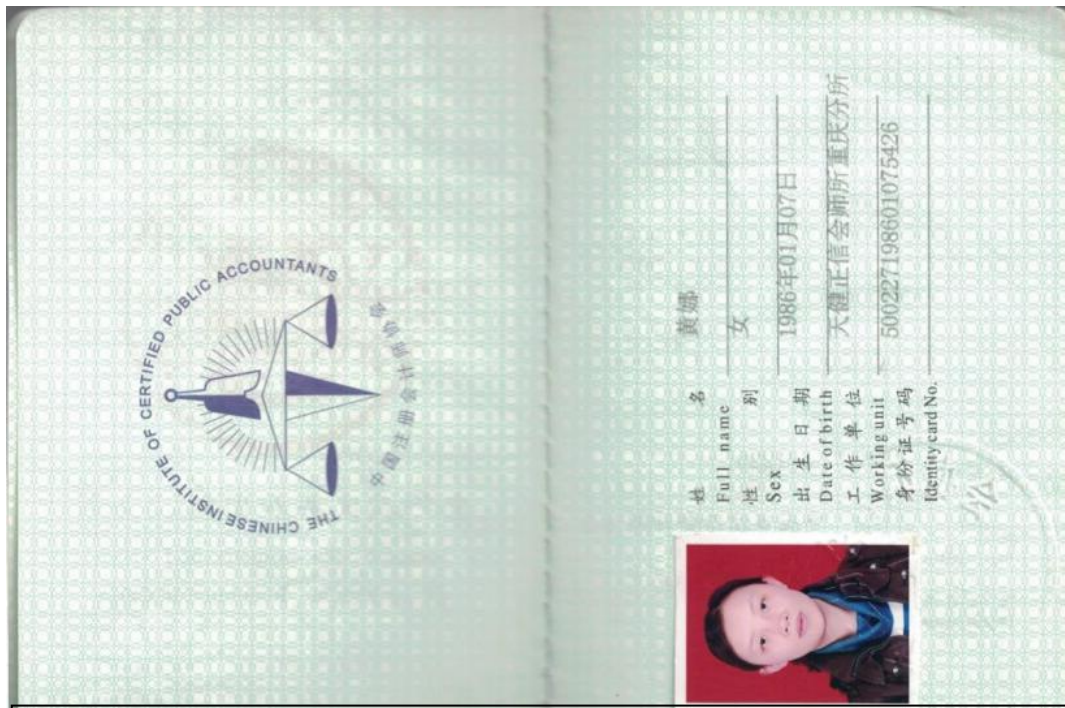 THE CHINESE INSTITUTE OF CERTIFIED PUBLIC ACCOUNTANTS
中国注册会计师协会
姓 名 黄娜
Full name
性 别 女
Sex
出 生 日 期 1986年01月07日
Date of birth
工 作 单 位 天健正信会师所重庆分所
Working unit
身份证号码 500227198601075426
Identity card No.